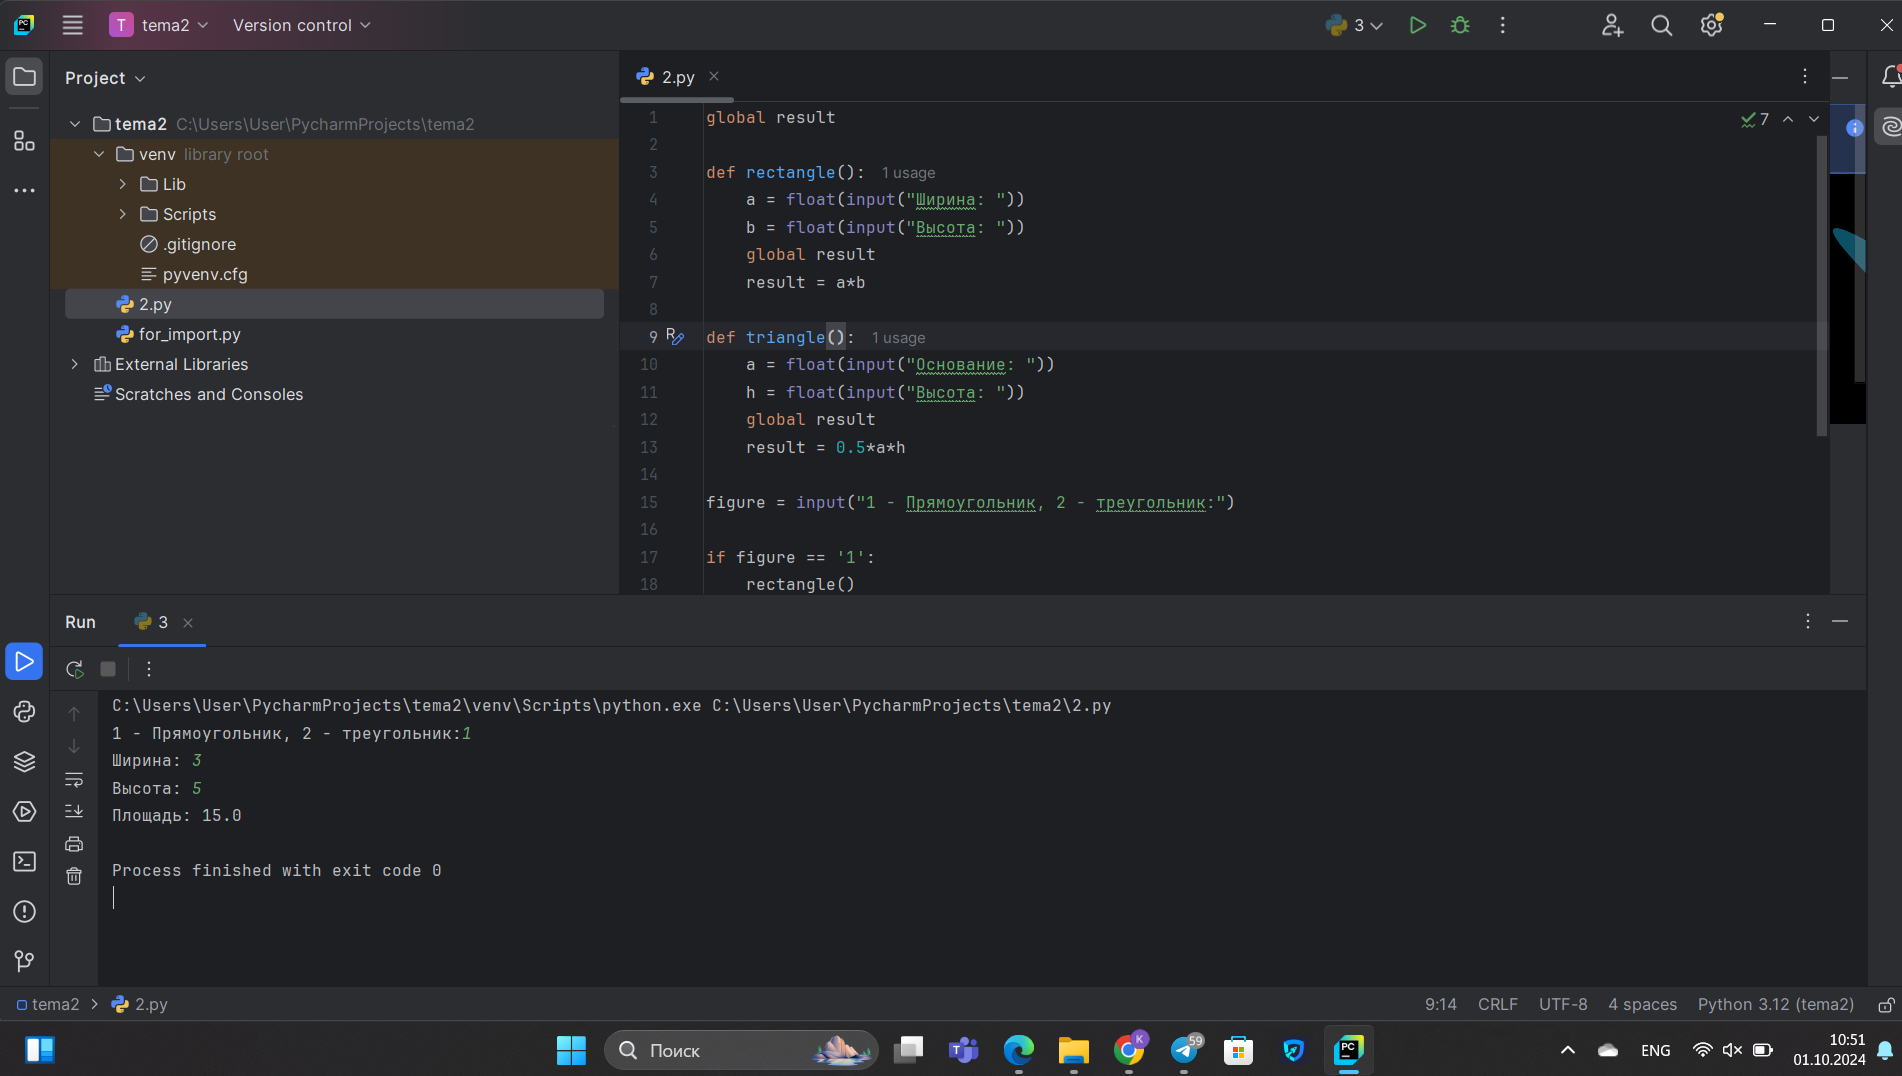 PC
T tema2
Version control
3
Project
tema2 C:\Users\User\PycharmProjects\tema2
venv library root
Lib
Scripts
.gitignore
pyvenv.cfg
2.py
for_import.py
External Libraries
Scratches and Consoles
2.py
7
1 global result
2
3 def rectangle(): 1 usage
4 a = float(input("Ширина: "))
5 b = float(input("Высота: "))
6 global result
7 result = a*b
8
9 def triangle(): 1 usage
10 a = float(input("Основание: "))
11 h = float(input("Высота: "))
12 global result
13 result = 0.5*a*h
14
15 figure = input("1 - Прямоугольник, 2 - треугольник:")
16
17 if figure == '1':
18 rectangle()
Run 3
C:\Users\User\PycharmProjects\tema2\venv\Scripts\python.exe C:\Users\User\PycharmProjects\tema2\2.py
1 - Прямоугольник, 2 - треугольник:1
Ширина: 3
Высота: 5
Площадь: 15.0
Process finished with exit code 0
tema2 > 2.py
9:14 CRLF UTF-8 4 spaces Python 3.12 (tema2)
Поиск
K
59
PC
ENG
10:51
01.10.2024